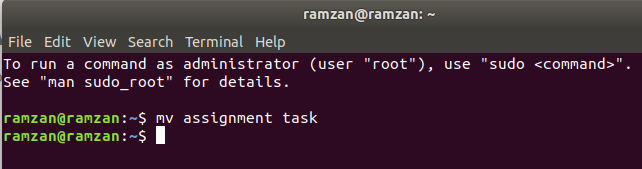 ramzan@ramzan: ~
File Edit View Search Terminal Help
To run a command as administrator (user "root"), use "sudo <command>".
See "man sudo_root" for details.
ramzan@ramzan:~$ mv assignment task
ramzan@ramzan:~$